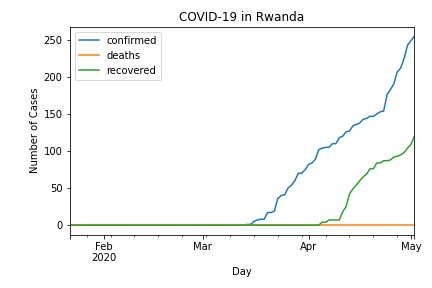 COVID-19 in Rwanda
confirmed
deaths
recovered
Number of Cases
250
200
150
100
50
0
Feb
2020
Mar
Apr
May
Day